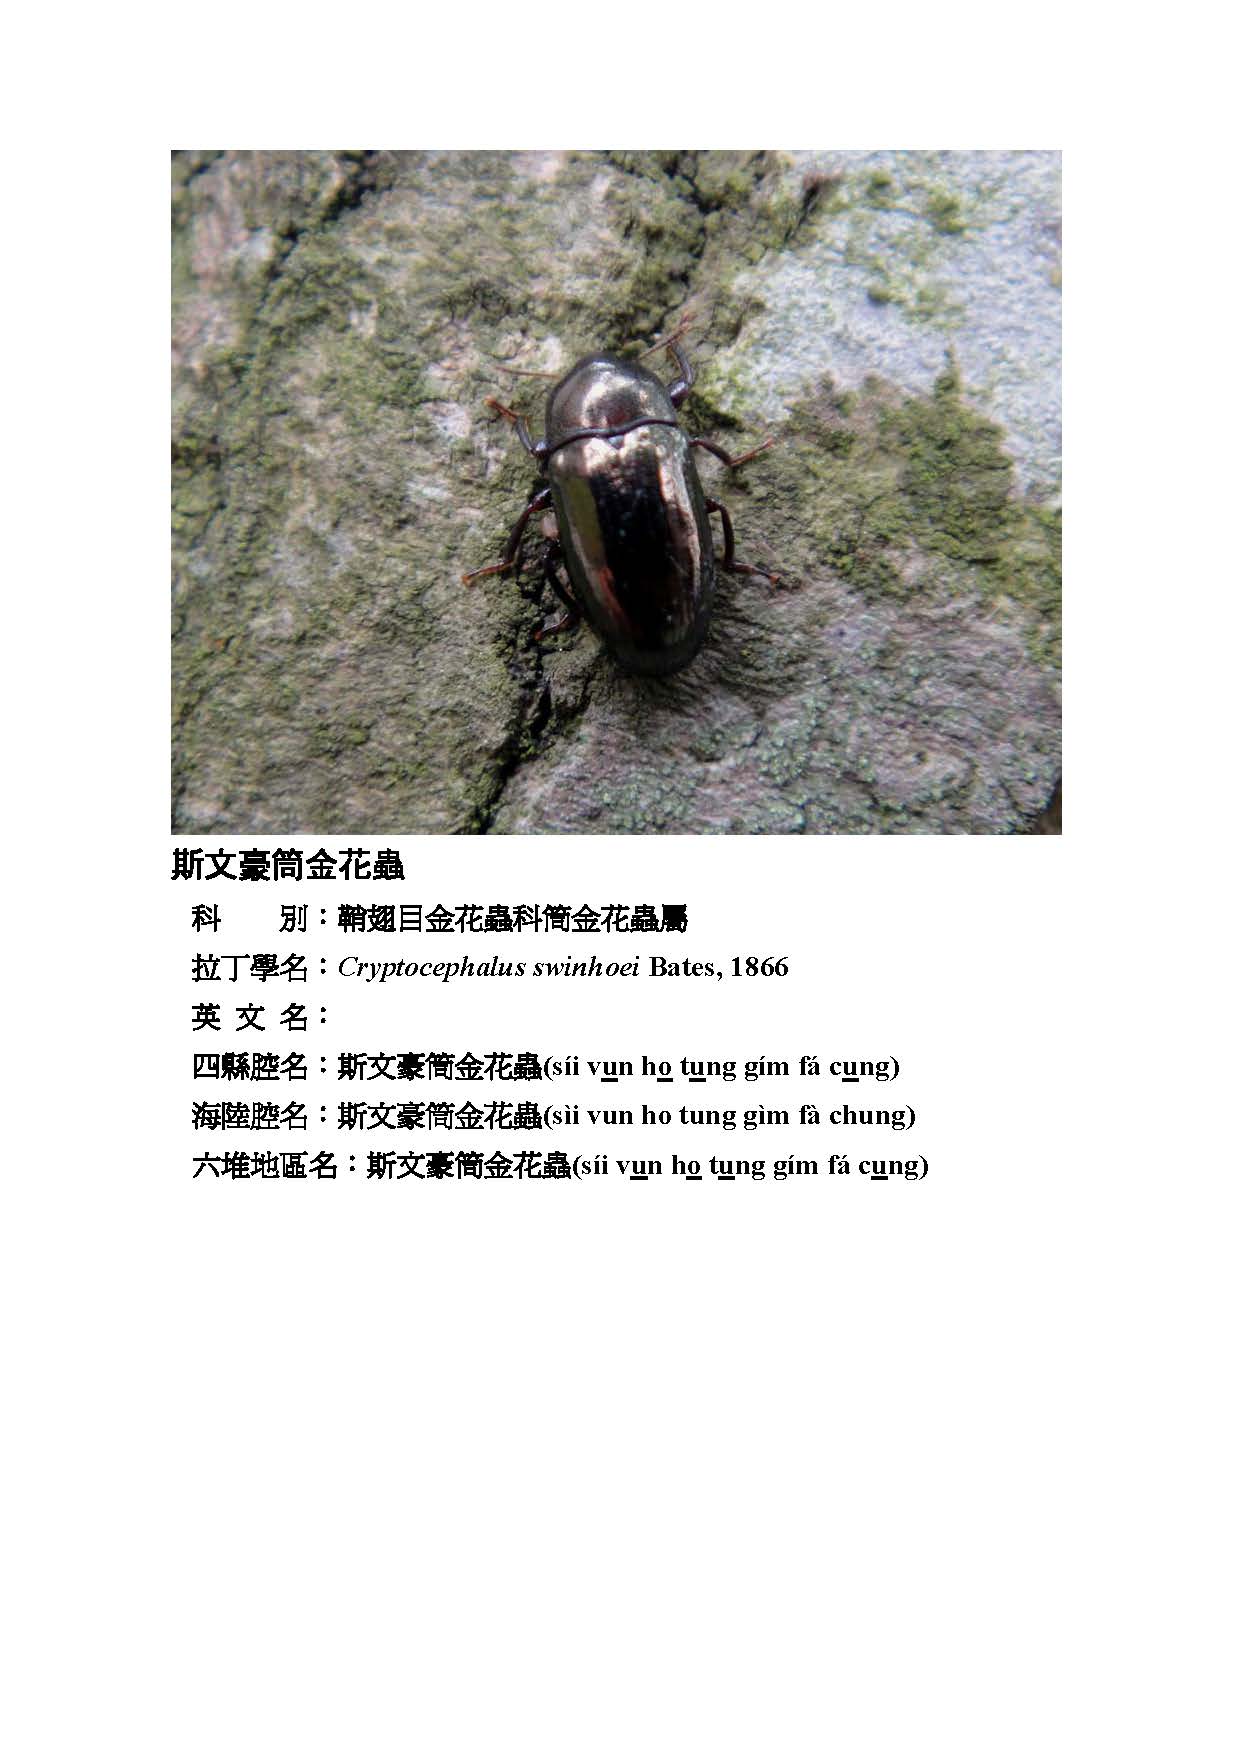 斯文豪筒金花蟲
科　　別：鞘翅目金花蟲科筒金花蟲屬
拉丁學名：Cryptocephalus swinhoei Bates, 1866
英 文 名：
四縣腔名：斯文豪筒金花蟲(síi vun ho tung gím fá cung)
海陸腔名：斯文豪筒金花蟲(sìi vun ho tung gìm fà chung)
六堆地區名：斯文豪筒金花蟲(síi vun ho tung gím fá cung)